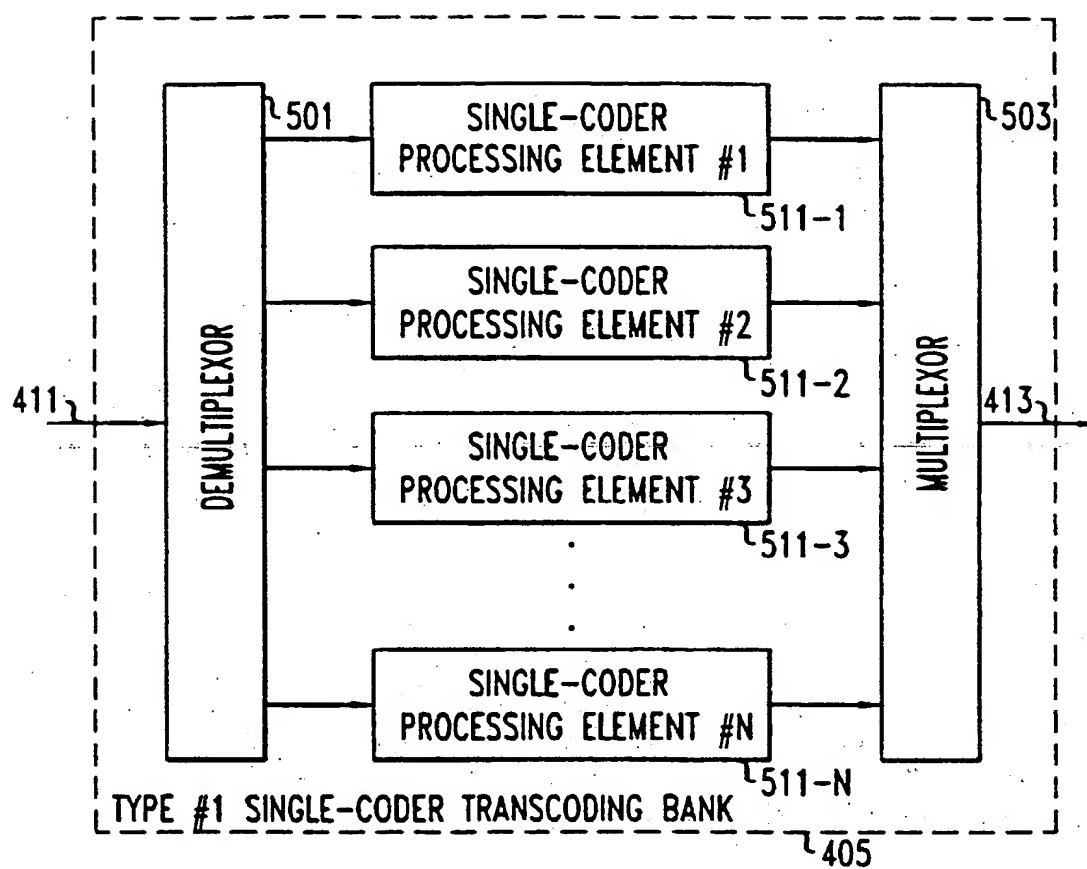 501
SINGLE-CODER
PROCESSING ELEMENT #1
503
511-1
SINGLE-CODER
PROCESSING ELEMENT #2
511-2
411
DEMULTIPLEXOR
MULTIPLEXOR
413
SINGLE-CODER
PROCESSING ELEMENT #3
511-3
SINGLE-CODER
PROCESSING ELEMENT #N
511-N
TYPE #1 SINGLE-CODER TRANSCODING BANK
405